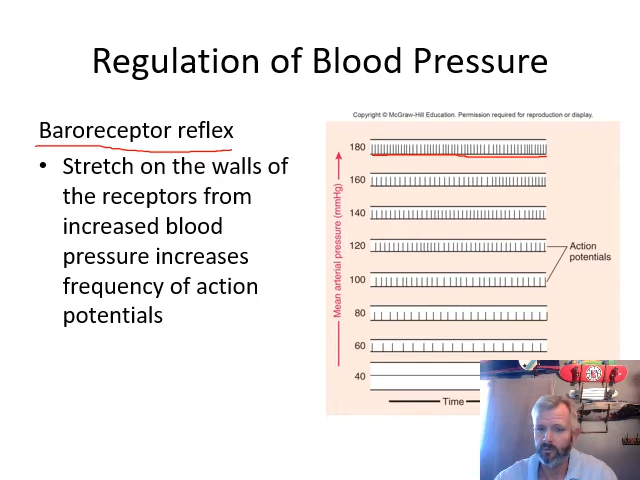 Regulation of Blood Pressure
Baroreceptor reflex
• Stretch on the walls of
the receptors from
increased blood
pressure increases
frequency of action
potentials
Copyright © McGraw-Hill Education. Permission required for reproduction or display.
Mean arterial pressure (mmHg)
180
160
140
120
100
80
60
40
Action
potentials
Time